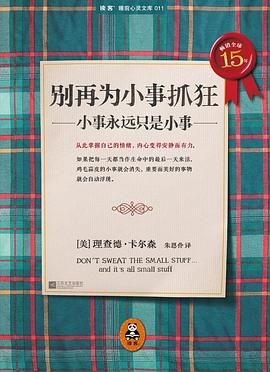 读客®睡前心灵文库 011
畅销全球
15年
别再为小事抓狂
小事永远只是小事
从此掌握自己的情绪，内心变得安静而有力。
如果把每一天都当作生命中的最后一天来活，
鸡毛蒜皮的小事就会消失，重要而美好的事物
就会自动浮现。
[美]理查德·卡尔森 朱恩伶 译
DON'T SWEAT THE SMALL STUFF...
and it's all small stuff
读客